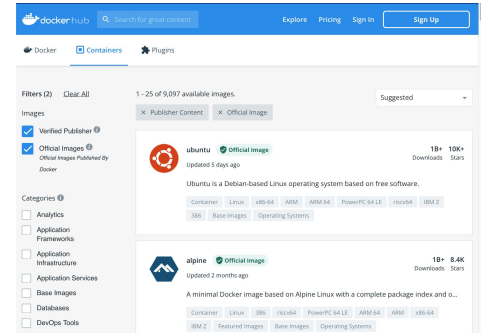 docker hub Search for great content Explore Pricing Sign In Sign Up
Docker Containers Plugins
Filters (2) Clear All
Images
Verified Publisher
Official Images
Official Images Published By
Docker
Categories
Analytics
Application
Frameworks
Application
Infrastructure
Application Services
Base Images
Databases
DevOps Tools
1 - 25 of 9,097 available images.
Suggested
× Publisher Content × Official Image
ubuntu Official Image
1B+ 10K+
Downloads Stars
Updated 5 days ago
Ubuntu is a Debian-based Linux operating system based on free software.
Container Linux x86-64 ARM ARM 64 PowerPC 64 LE riscv64 IBM Z
386 Base Images Operating Systems
alpine Official Image
1B+ 8.4K
Downloads Stars
Updated 2 months ago
A minimal Docker image based on Alpine Linux with a complete package index and o...
Container Linux 386 riscv64 PowerPC 64 LE ARM 64 ARM x86-64
IBM Z Featured Images Base Images Operating Systems